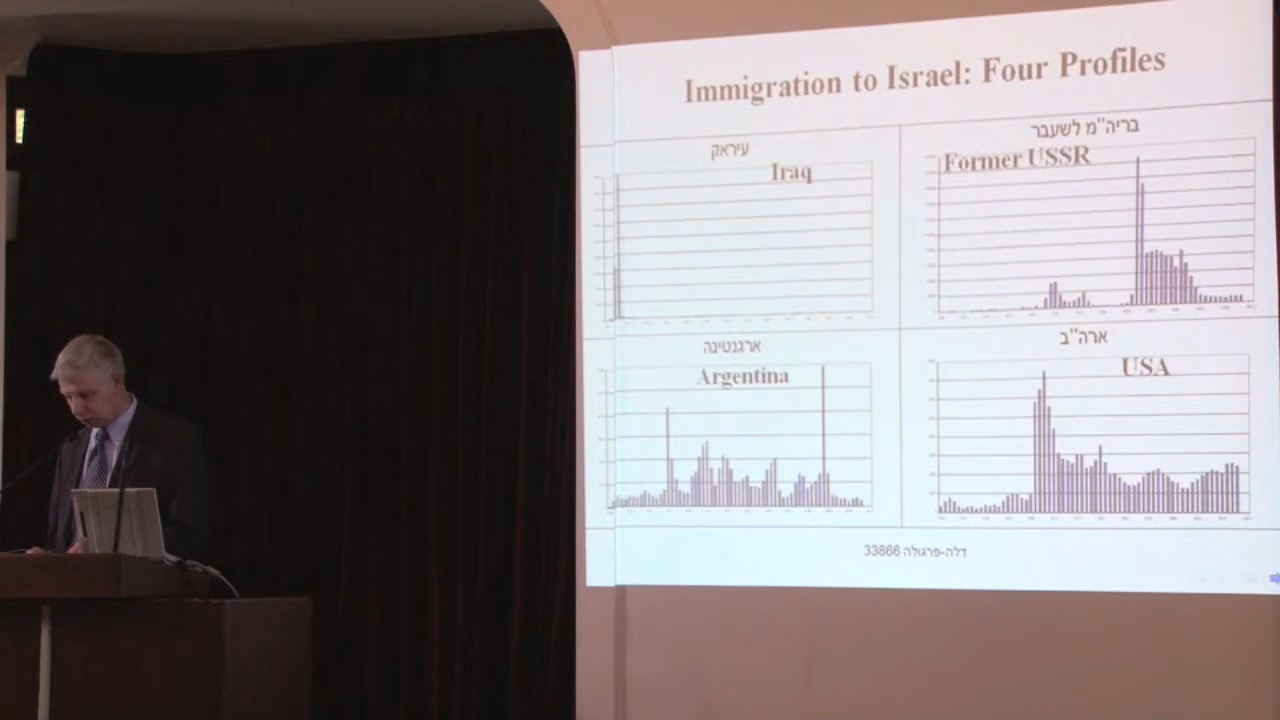 Immigration to Israel: Four Profiles
עיראק
Iraq
בריה"מ לשעבר
Former USSR
ארגנטינה
Argentina
ארה"ב
USA
דלה-פרגולה 33866